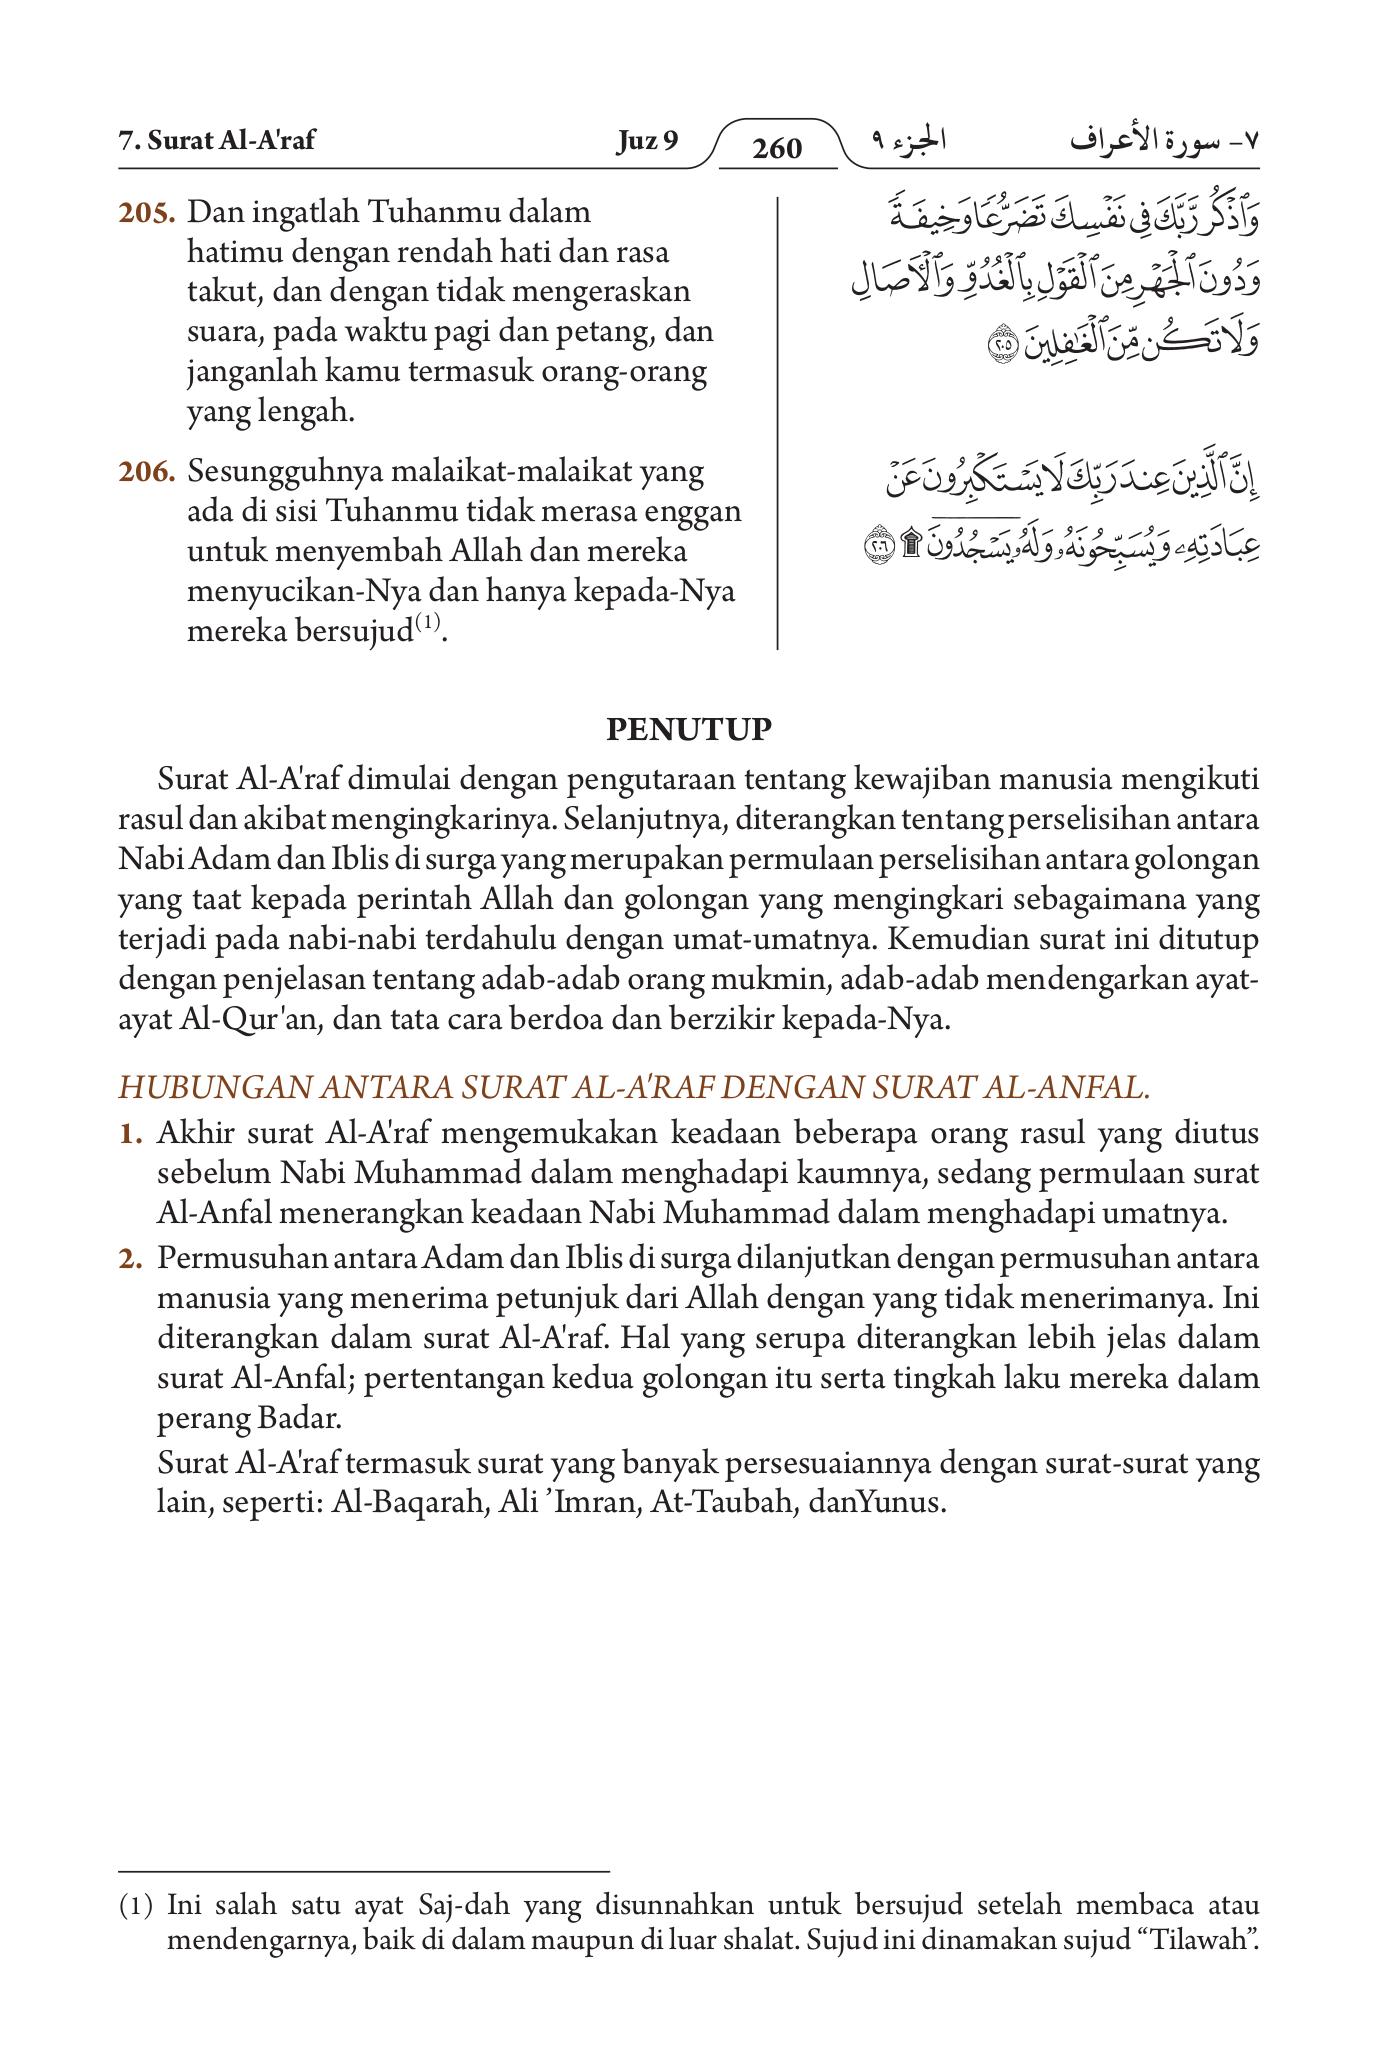 7. Surat Al-A'raf Juz 9 260 الجزء ٩ ٧- سورة الأعراف
205. Dan ingatlah Tuhanmu dalam
hatimu dengan rendah hati dan rasa
takut, dan dengan tidak mengeraskan
suara, pada waktu pagi dan petang, dan
janganlah kamu termasuk orang-orang
yang lengah.
وَٱذْكُر رَّبَّكَ فِى نَفْسِكَ تَضَرُّعًا وَخِيفَةً
وَدُونَ ٱلْجَهْرِ مِنَ ٱلْقَوْلِ بِٱلْغُدُوِّ وَٱلْـَٔاصَالِ
وَلَا تَكُن مِّنَ ٱلْغَـٰفِلِينَ ٢٠٥
206. Sesungguhnya malaikat-malaikat yang
ada di sisi Tuhanmu tidak merasa enggan
untuk menyembah Allah dan mereka
menyucikan-Nya dan hanya kepada-Nya
mereka bersujud(1).
إِنَّ ٱلَّذِينَ عِندَ رَبِّكَ لَا يَسْتَكْبِرُونَ عَنْ
عِبَادَتِهِۦ وَيُسَبِّحُونَهُۥ وَلَهُۥ يَسْجُدُونَ ۩ ٢٠٦
PENUTUP
Surat Al-A'raf dimulai dengan pengutaraan tentang kewajiban manusia mengikuti
rasul dan akibat mengingkarinya. Selanjutnya, diterangkan tentang perselisihan antara
Nabi Adam dan Iblis di surga yang merupakan permulaan perselisihan antara golongan
yang taat kepada perintah Allah dan golongan yang mengingkari sebagaimana yang
terjadi pada nabi-nabi terdahulu dengan umat-umatnya. Kemudian surat ini ditutup
dengan penjelasan tentang adab-adab orang mukmin, adab-adab mendengarkan ayat-
ayat Al-Qur'an, dan tata cara berdoa dan berzikir kepada-Nya.
HUBUNGAN ANTARA SURAT AL-A'RAF DENGAN SURAT AL-ANFAL.
1. Akhir surat Al-A'raf mengemukakan keadaan beberapa orang rasul yang diutus
sebelum Nabi Muhammad dalam menghadapi kaumnya, sedang permulaan surat
Al-Anfal menerangkan keadaan Nabi Muhammad dalam menghadapi umatnya.
2. Permusuhan antara Adam dan Iblis di surga dilanjutkan dengan permusuhan antara
manusia yang menerima petunjuk dari Allah dengan yang tidak menerimanya. Ini
diterangkan dalam surat Al-A'raf. Hal yang serupa diterangkan lebih jelas dalam
surat Al-Anfal; pertentangan kedua golongan itu serta tingkah laku mereka dalam
perang Badar.
Surat Al-A'raf termasuk surat yang banyak persesuaiannya dengan surat-surat yang
lain, seperti: Al-Baqarah, Ali ’Imran, At-Taubah, danYunus.
(1) Ini salah satu ayat Saj-dah yang disunnahkan untuk bersujud setelah membaca atau
mendengarnya, baik di dalam maupun di luar shalat. Sujud ini dinamakan sujud “Tilawah”.